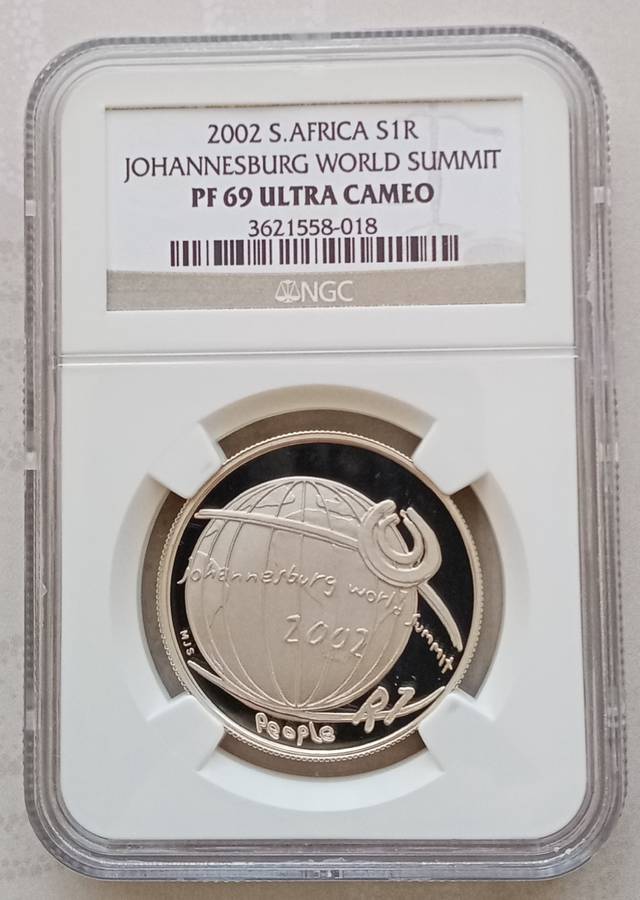 2002 S.AFRICA S1R
JOHANNESBURG WORLD SUMMIT
PF 69 ULTRA CAMEO
3621558-018
NGC
Johannesburg world summit
2002
MJS
People
R1